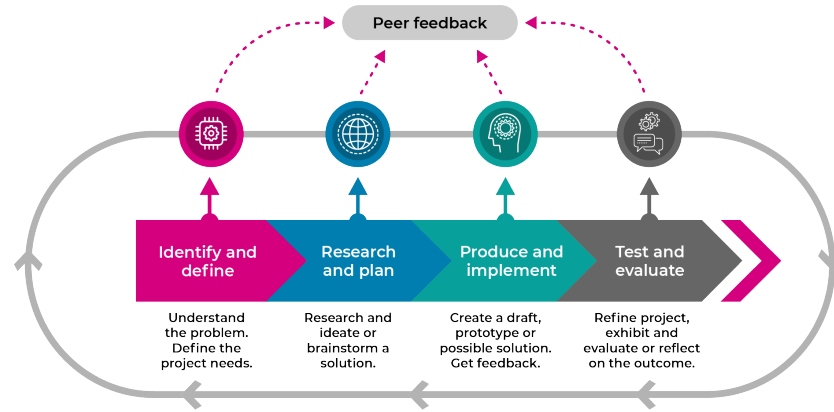 Peer feedback
Identify and
define
Research
and plan
Produce and
implement
Test and
evaluate
Understand
the problem.
Define the
project needs.
Research and
ideate or
brainstorm a
solution.
Create a draft,
prototype or
possible solution.
Get feedback.
Refine project,
exhibit and
evaluate or reflect
on the outcome.